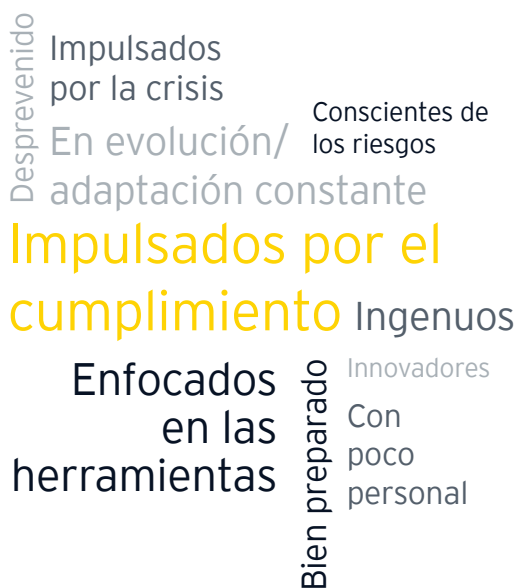 Desprevenido
Impulsados
por la crisis
Conscientes de
los riesgos
En evolución/
adaptación constante
Impulsados por el
cumplimiento
Ingenuos
Enfocados
en las
herramientas
Bien preparado
Innovadores
Con
poco
personal